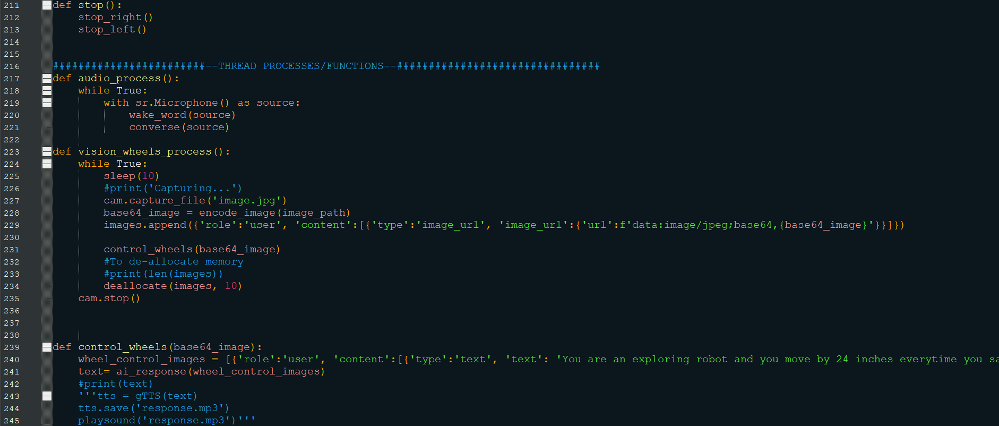 211 def stop():
212     stop_right()
213     stop_left()
214
215
216 ########################--THREAD PROCESSES/FUNCTIONS--################################
217 def audio_process():
218     while True:
219         with sr.Microphone() as source:
220             wake_word(source)
221             converse(source)
222
223 def vision_wheels_process():
224     while True:
225         sleep(10)
226         #print('Capturing...')
227         cam.capture_file('image.jpg')
228         base64_image = encode_image(image_path)
229         images.append({'role':'user', 'content':[{'type':'image_url', 'image_url':{'url':f'data:image/jpeg;base64,{base64_image}'}}]})
230
231         control_wheels(base64_image)
232         #To de-allocate memory
233         #print(len(images))
234         deallocate(images, 10)
235     cam.stop()
236
237
238
239 def control_wheels(base64_image):
240     wheel_control_images = [{'role':'user', 'content':[{'type':'text', 'text': 'You are an exploring robot and you move by 24 inches everytime you sa
241     text= ai_response(wheel_control_images)
242     #print(text)
243     '''tts = gTTS(text)
244     tts.save('response.mp3')
245     playsound('response.mp3')'''